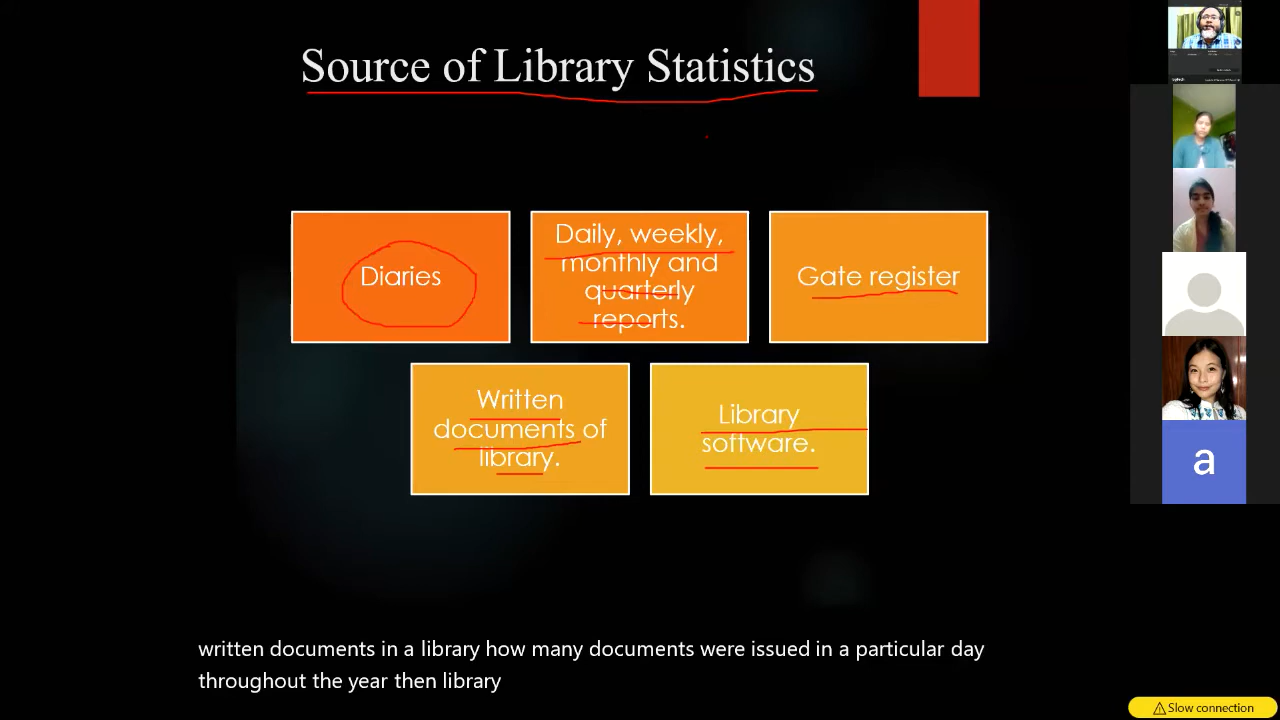 Source of Library Statistics
Diaries
Daily, weekly,
monthly and
quarterly
reports.
Gate register
Written
documents of
library.
Library
software.
a
written documents in a library how many documents were issued in a particular day
throughout the year then library
Slow connection